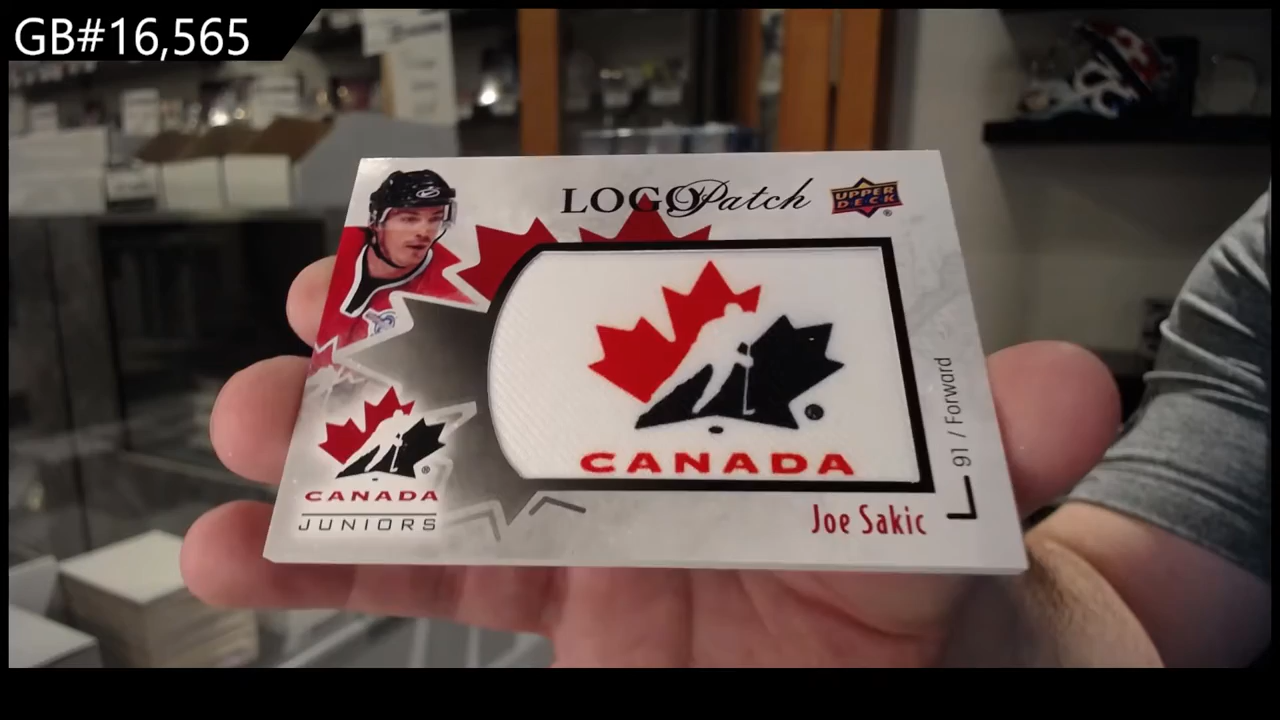 GB#16,565
LOGO Patch
UPPER
DECK
®
CANADA
91 / Forward
CANADA
JUNIORS
Joe Sakic